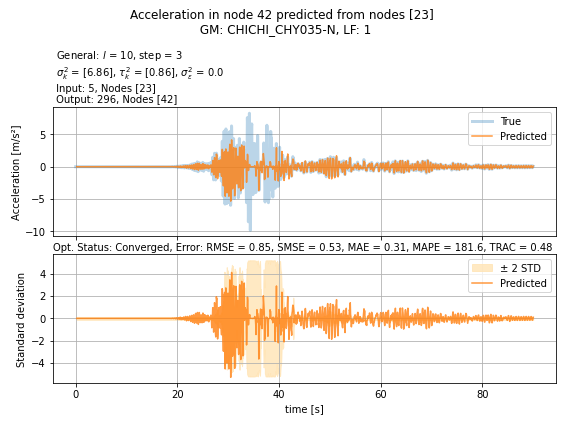 Acceleration in node 42 predicted from nodes [23]
GM: CHICHI_CHY035-N, LF: 1
General: l = 10, step = 3
σ²ₖ = [6.86], τ²ₖ = [0.86], σ²ε = 0.0
Input: 5, Nodes [23]
Output: 296, Nodes [42]
True
Predicted
Acceleration [m/s²]
5
0
−5
−10
Opt. Status: Converged, Error: RMSE = 0.85, SMSE = 0.53, MAE = 0.31, MAPE = 181.6, TRAC = 0.48
± 2 STD
Predicted
Standard deviation
4
2
0
−2
−4
0 20 40 60 80
time [s]